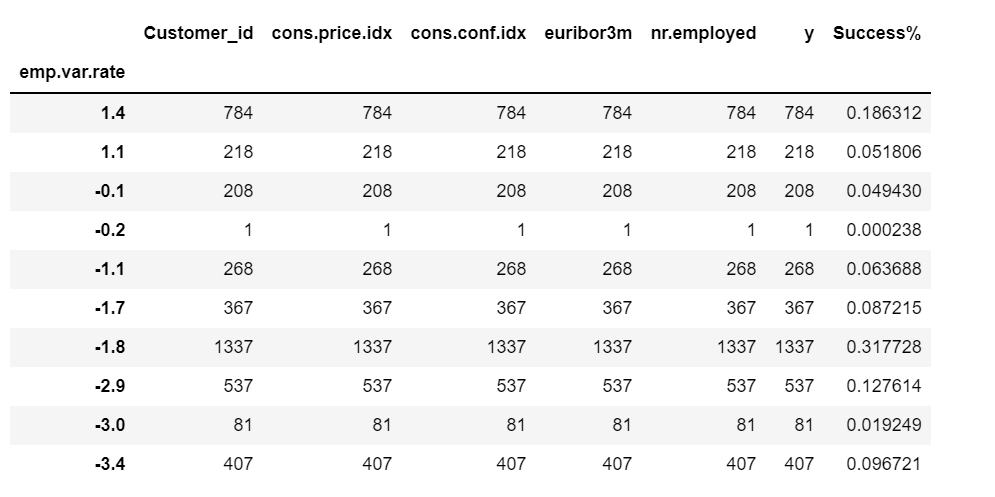 Customer_id cons.price.idx cons.conf.idx euribor3m nr.employed y Success%
emp.var.rate
1.4 784 784 784 784 784 784 0.186312
1.1 218 218 218 218 218 218 0.051806
-0.1 208 208 208 208 208 208 0.049430
-0.2 1 1 1 1 1 1 0.000238
-1.1 268 268 268 268 268 268 0.063688
-1.7 367 367 367 367 367 367 0.087215
-1.8 1337 1337 1337 1337 1337 1337 0.317728
-2.9 537 537 537 537 537 537 0.127614
-3.0 81 81 81 81 81 81 0.019249
-3.4 407 407 407 407 407 407 0.096721